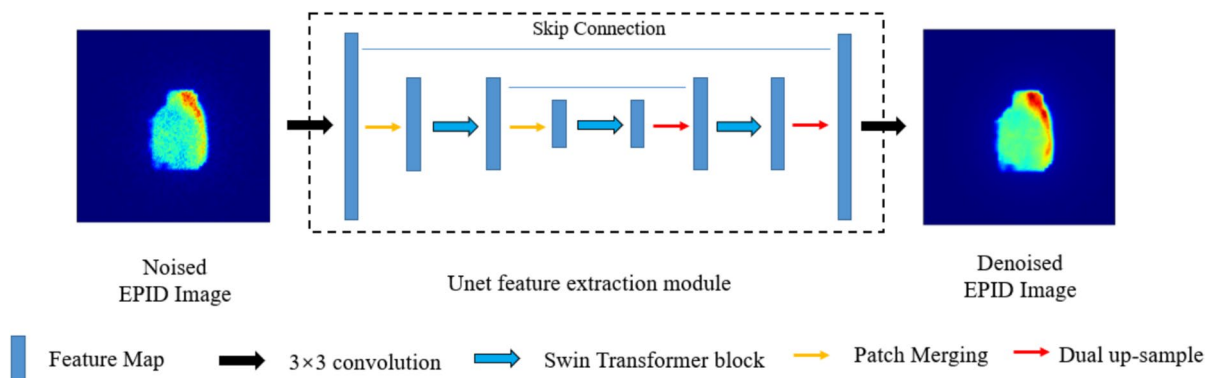 Skip Connection
Noised
EPID Image
Unet feature extraction module
Denoised
EPID Image
Feature Map
3×3 convolution
Swin Transformer block
Patch Merging
Dual up-sample